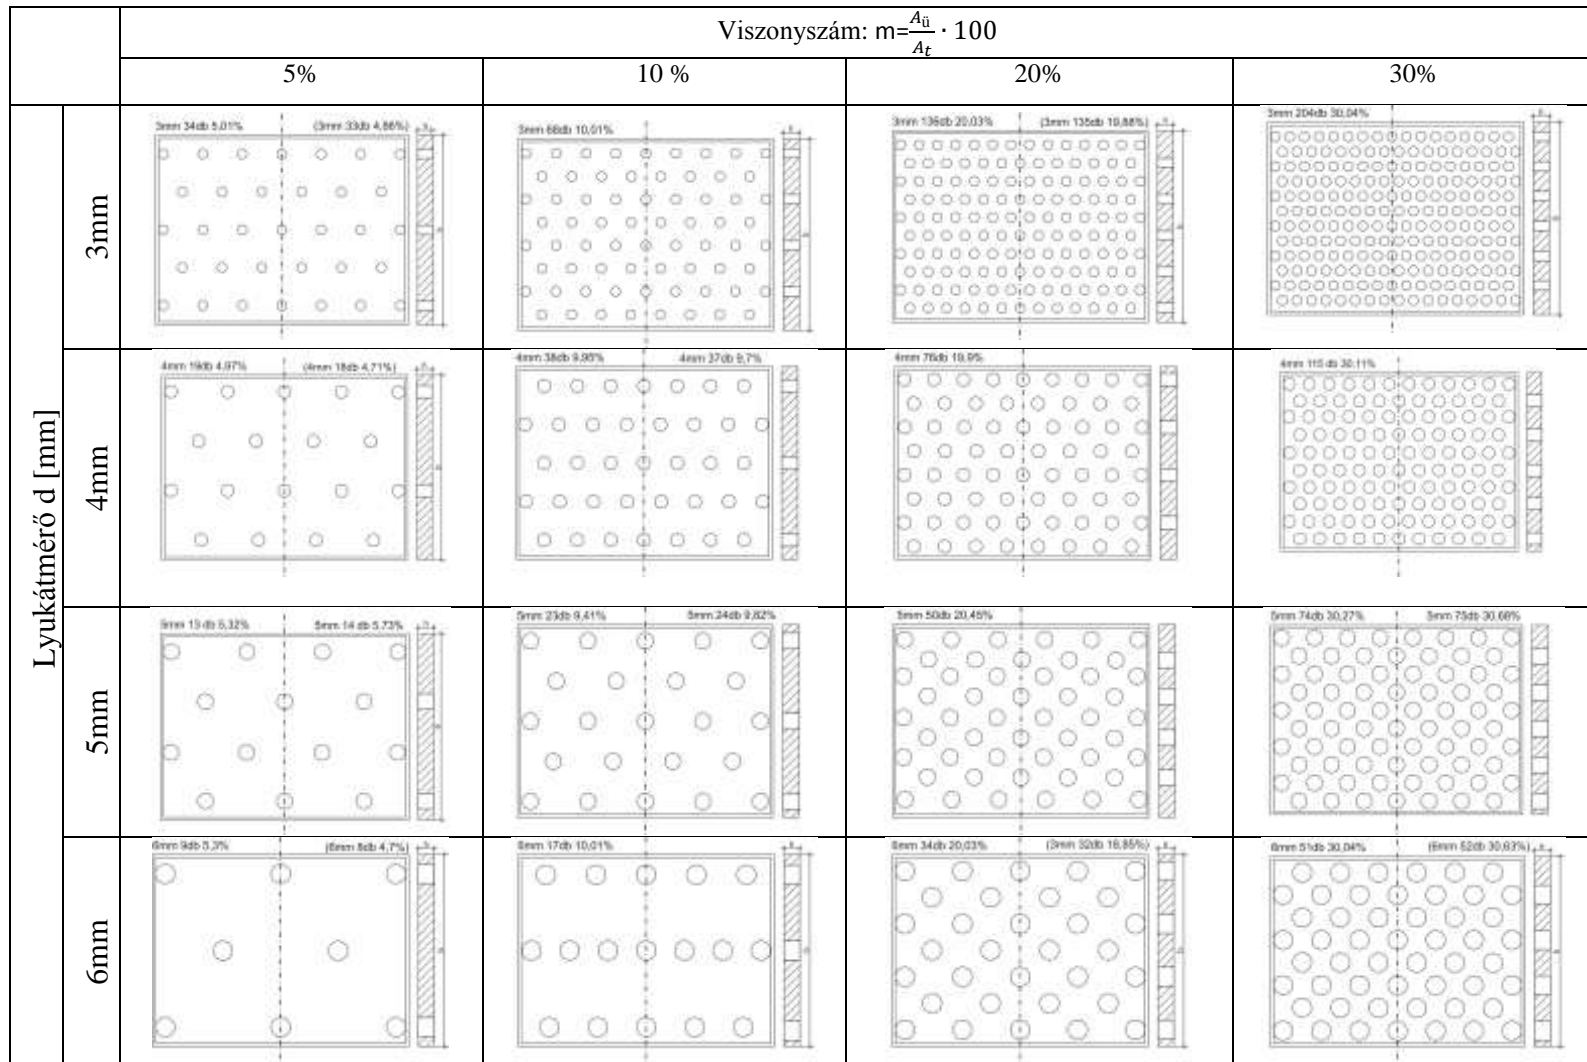 Viszonyszám: m=Aü/At · 100
5% 10 % 20% 30%
Lyukátmérő d [mm]
3mm
3mm 34db 5,01% (3mm 33db 4,86%)
3mm 68db 10,01%
3mm 136db 20,03% (3mm 135db 19,88%)
3mm 204db 30,04%
4mm
4mm 19db 4,97% (4mm 18db 4,71%)
4mm 38db 9,95% 4mm 37db 9,7%
4mm 76db 19,9%
4mm 115 db 30,11%
5mm
5mm 13 db 5,32% 5mm 14 db 5,73%
5mm 23db 9,41% 5mm 24db 9,82%
5mm 50db 20,45%
5mm 74db 30,27% 5mm 75db 30,68%
6mm
6mm 9db 5,3% (6mm 8db 4,7%)
6mm 17db 10,01%
6mm 34db 20,03% (3mm 32db 18,85%)
6mm 51db 30,04% (6mm 52db 30,63%)